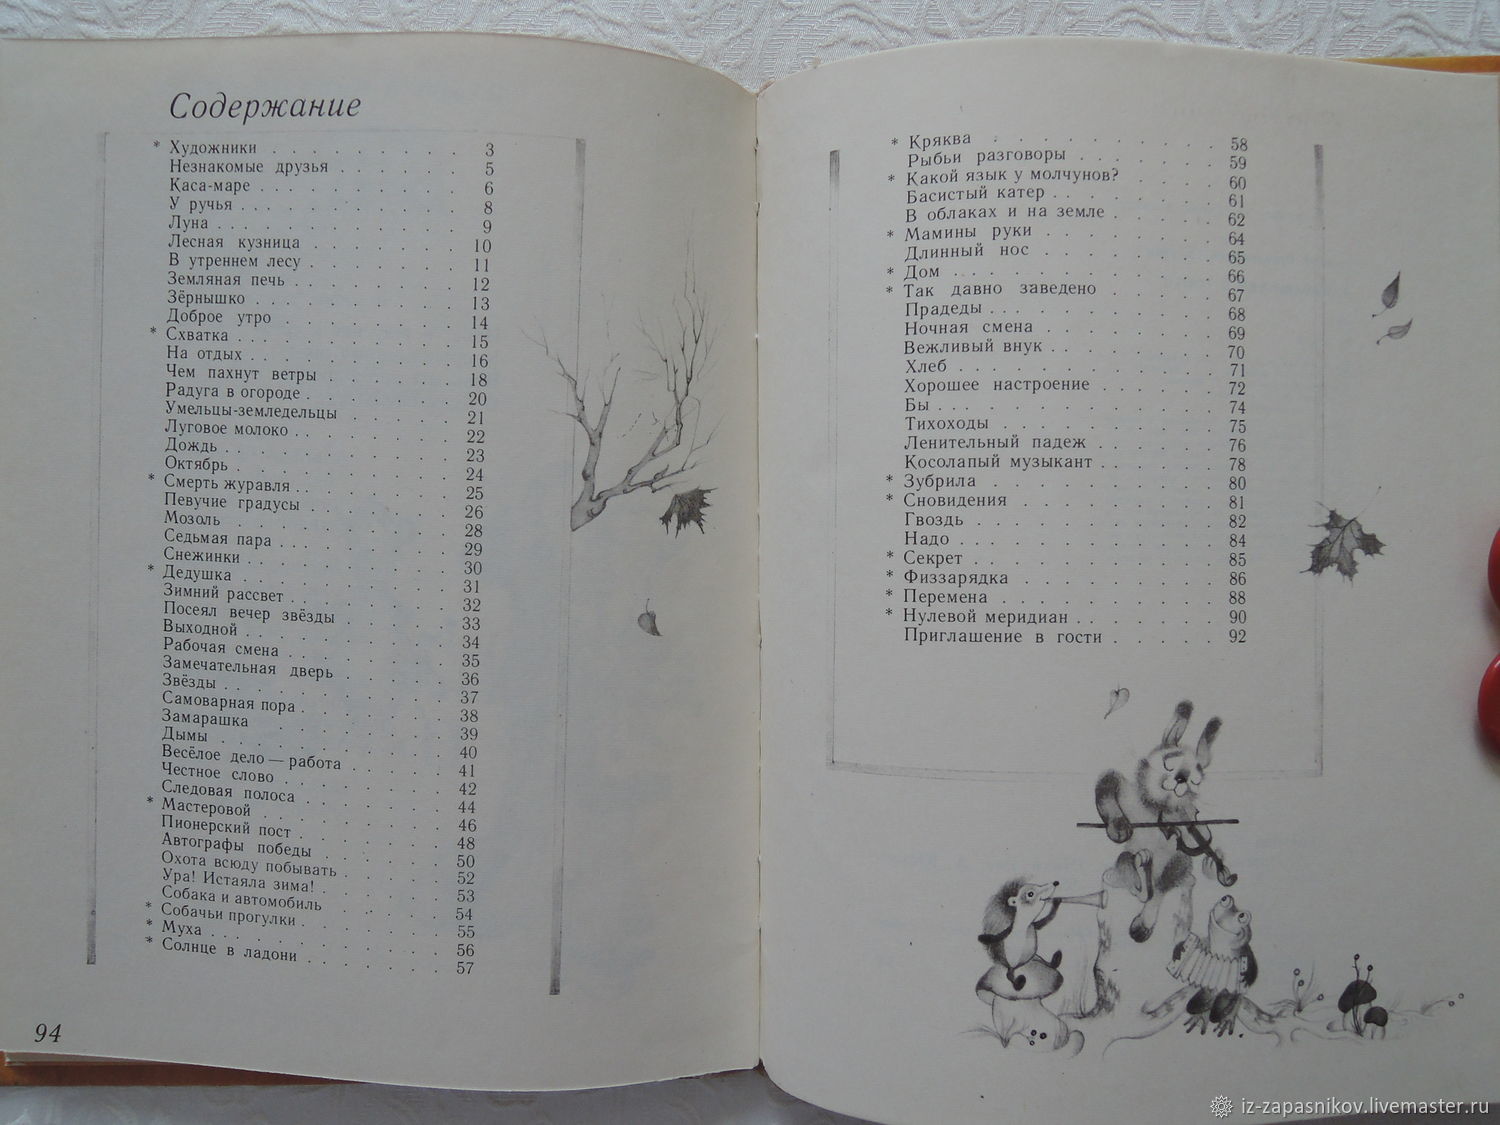 Содержание
* Художники . . . . . . . . . . 3
Незнакомые друзья . . . . . . 5
Каса-маре . . . . . . . . . . 6
У ручья . . . . . . . . . . 8
Луна . . . . . . . . . . 9
Лесная кузница . . . . . . . 10
В утреннем лесу . . . . . . . 11
Земляная печь . . . . . . . 12
Зёрнышко . . . . . . . . . 13
Доброе утро . . . . . . . . 14
* Схватка . . . . . . . . . 15
На отдых . . . . . . . . . 16
Чем пахнут ветры . . . . . . 18
Радуга в огороде . . . . . . 20
Умельцы-земледельцы . . . . . 21
Луговое молоко . . . . . . . 22
Дождь . . . . . . . . . . 23
Октябрь . . . . . . . . . 24
* Смерть журавля . . . . . . . 25
Певучие градусы . . . . . . 26
Мозоль . . . . . . . . . 28
Седьмая пара . . . . . . . 29
Снежинки . . . . . . . . 30
* Дедушка . . . . . . . . . 31
Зимний рассвет . . . . . . . 32
Посеял вечер звёзды . . . . . 33
Выходной . . . . . . . . 34
Рабочая смена . . . . . . . 35
Замечательная дверь . . . . . 36
Звёзды . . . . . . . . . 37
Самоварная пора . . . . . . 38
Замарашка . . . . . . . . 39
Дымы . . . . . . . . . 40
Весёлое дело — работа . . . . . 41
Честное слово . . . . . . . 42
Следовая полоса . . . . . . 44
* Мастеровой . . . . . . . . 46
Пионерский пост . . . . . . 48
Автографы победы . . . . . . 50
Охота всюду побывать . . . . . 52
Ура! Истаяла зима! . . . . . . 53
Собака и автомобиль . . . . . 54
* Собачьи прогулки . . . . . . 55
* Муха . . . . . . . . . . 56
* Солнце в ладони . . . . . . 57
94
* Кряква . . . . . . . . . . 58
Рыбьи разговоры . . . . . . . 59
* Какой язык у молчунов? . . . . 60
Басистый катер . . . . . . . 61
В облаках и на земле . . . . . 62
* Мамины руки . . . . . . . . 64
Длинный нос . . . . . . . . 65
* Дом . . . . . . . . . . . 66
* Так давно заведено . . . . . 67
Прадеды . . . . . . . . . 68
Ночная смена . . . . . . . 69
Вежливый внук . . . . . . . 70
Хлеб . . . . . . . . . . 71
Хорошее настроение . . . . . 72
Бы . . . . . . . . . . . 74
Тихоходы . . . . . . . . . 75
Ленительный падеж . . . . . 76
Косолапый музыкант . . . . . 78
* Зубрила . . . . . . . . . 80
* Сновидения . . . . . . . . 81
Гвоздь . . . . . . . . . 82
Надо . . . . . . . . . . 84
* Секрет . . . . . . . . . 85
* Физзарядка . . . . . . . . 86
* Перемена . . . . . . . . . 88
* Нулевой меридиан . . . . . . 90
Приглашение в гости . . . . . 92
iz-zapasnikov.livemaster.ru